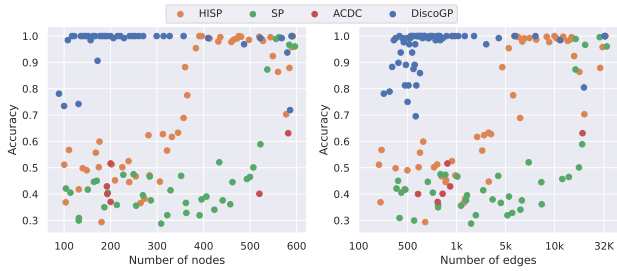 HISP SP ACDC DiscoGP
1.0
0.9
0.8
0.7
0.6
0.5
0.4
0.3
Accuracy
100 200 300 400 500 600
Number of nodes
1.0
0.9
0.8
0.7
0.6
0.5
0.4
0.3
Accuracy
100 500 1k 5k 10k 32K
Number of edges